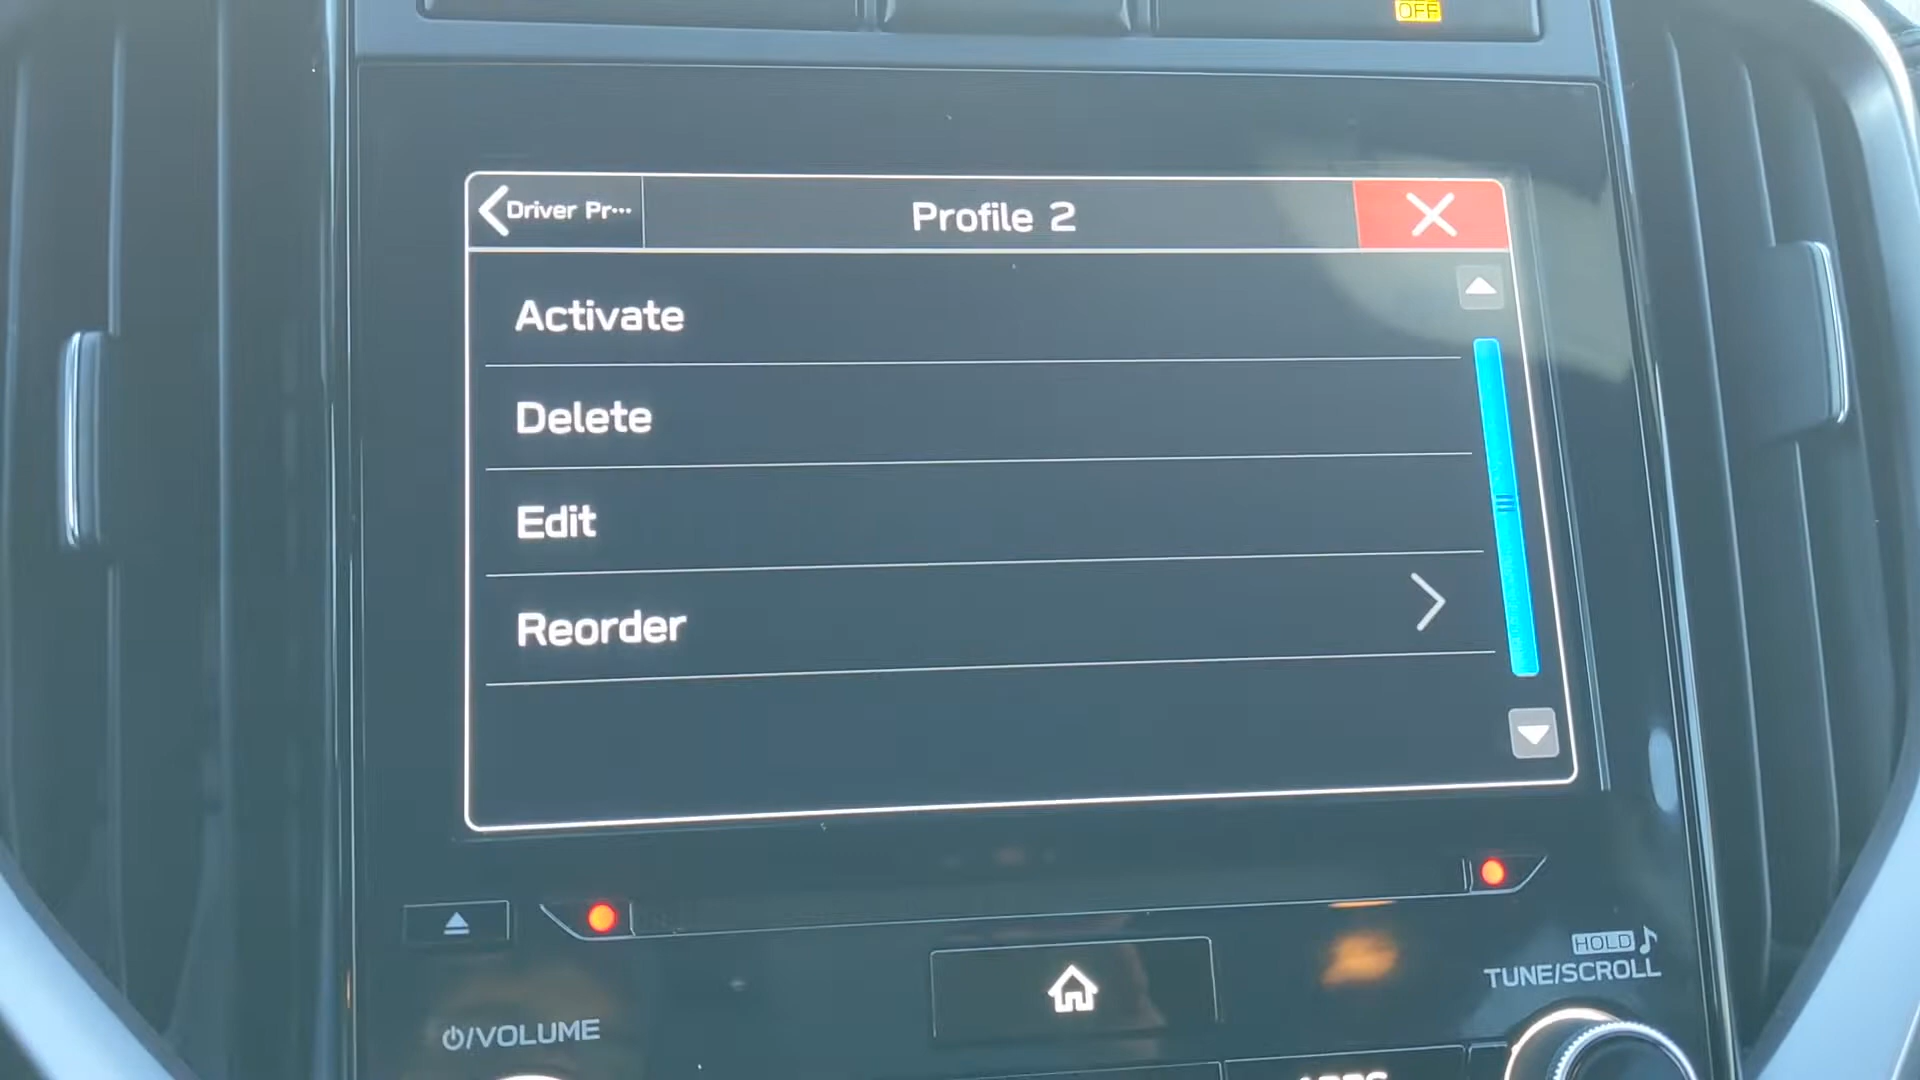 OFF
Driver Pr...
Profile 2
Activate
Delete
Edit
Reorder
HOLD
TUNE/SCROLL
/VOLUME